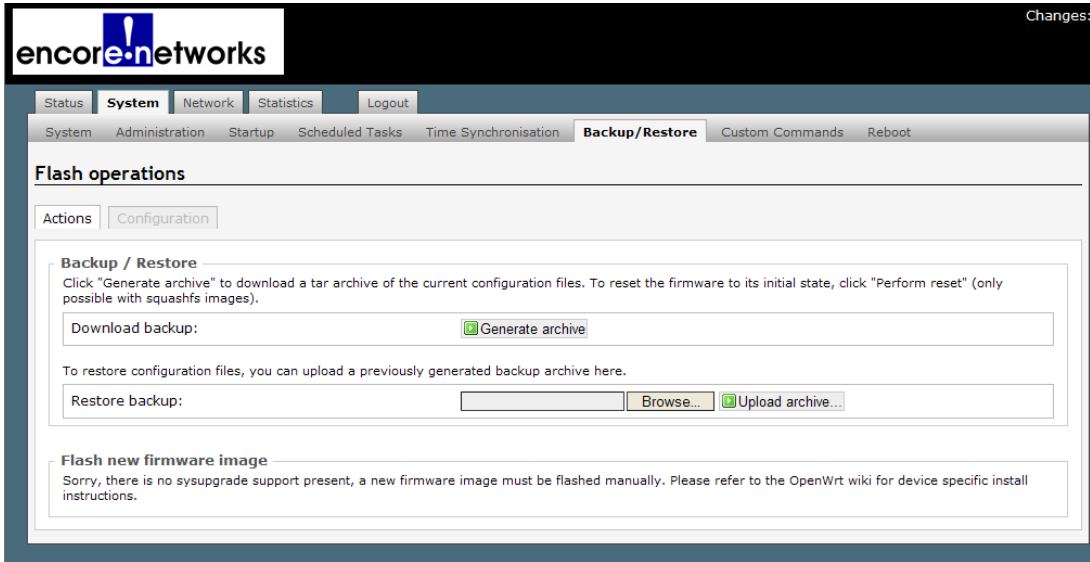 Changes:
encore!networks
Status System Network Statistics Logout
System Administration Startup Scheduled Tasks Time Synchronisation Backup/Restore Custom Commands Reboot
Flash operations
Actions Configuration
Backup / Restore
Click "Generate archive" to download a tar archive of the current configuration files. To reset the firmware to its initial state, click "Perform reset" (only
possible with squashfs images).
Download backup: Generate archive
To restore configuration files, you can upload a previously generated backup archive here.
Restore backup: Browse... Upload archive...
Flash new firmware image
Sorry, there is no sysupgrade support present, a new firmware image must be flashed manually. Please refer to the OpenWrt wiki for device specific install
instructions.